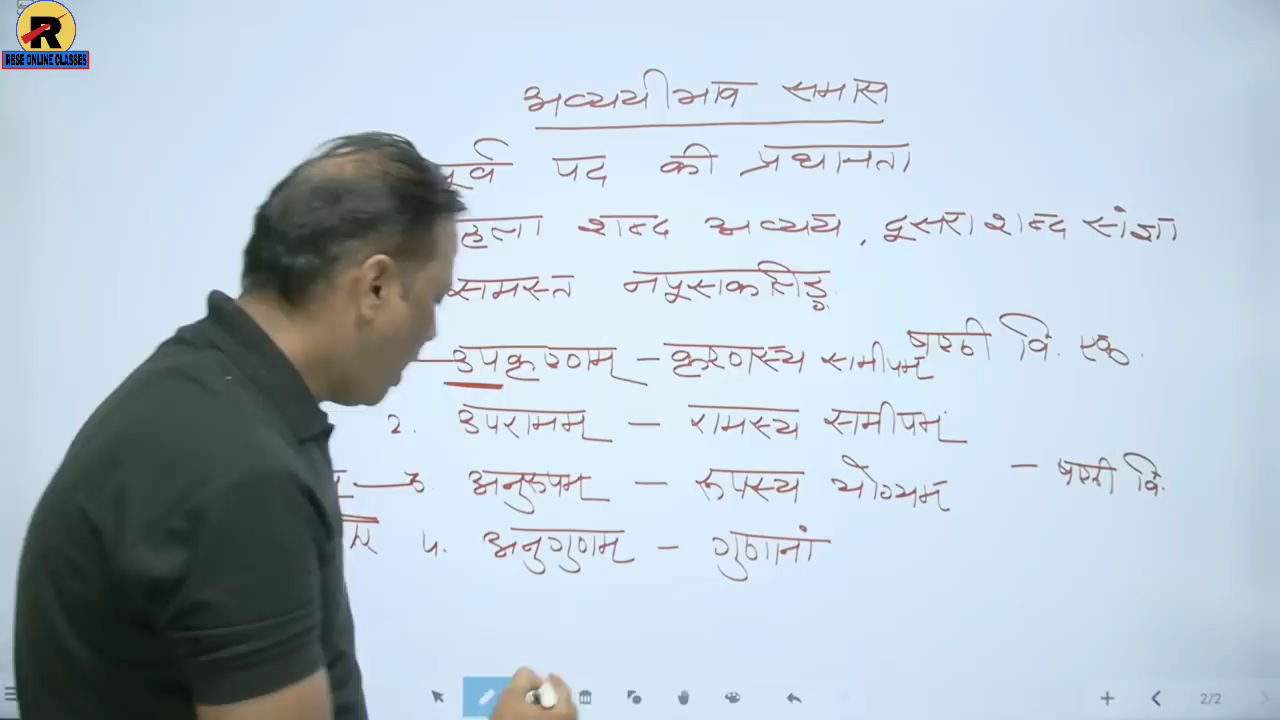 R
RBSE ONLINE CLASSES
अव्ययीभाव समास
पूर्व पद की प्रधानता
हला शब्द अव्यय, दूसरा शब्द संज्ञा
समस्त नपूसकलिङ्ग
उपकृष्णम् – कृष्णस्य समीपम् षष्ठी वि. एक.
2. उपरामम् – रामस्य समीपम्
3. अनुरूपम् – रूपस्य योग्यम् – षष्ठी वि.
4. अनुगुणम् – गुणानां
2/2